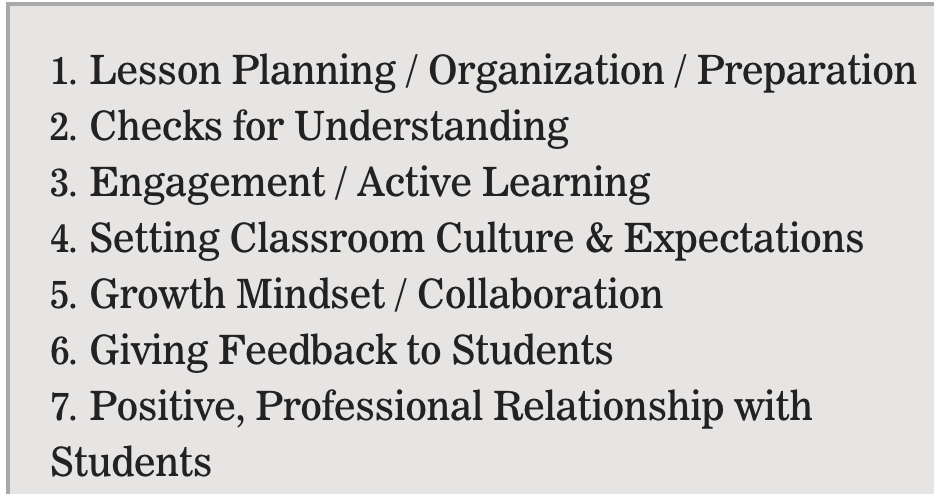 1. Lesson Planning / Organization / Preparation
2. Checks for Understanding
3. Engagement / Active Learning
4. Setting Classroom Culture & Expectations
5. Growth Mindset / Collaboration
6. Giving Feedback to Students
7. Positive, Professional Relationship with
Students